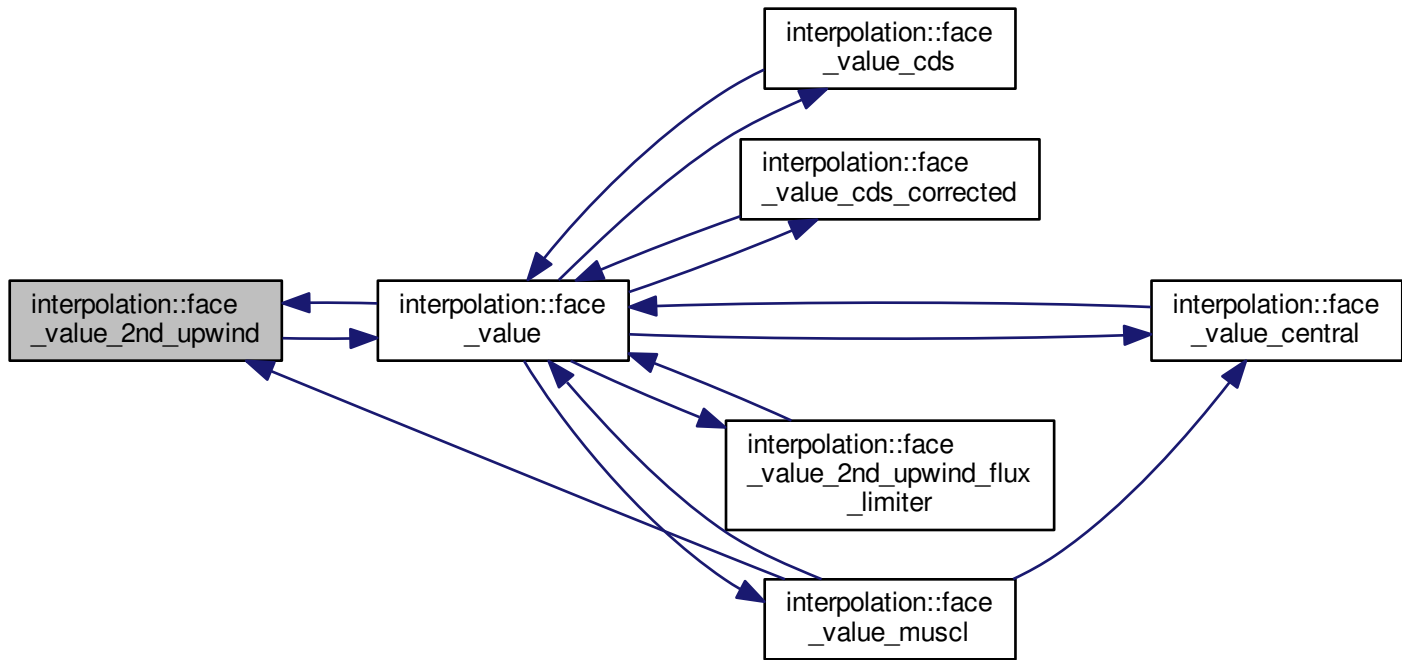 interpolation::face
_value_cds
interpolation::face
_value_cds_corrected
interpolation::face
_value_2nd_upwind
interpolation::face
_value
interpolation::face
_value_central
interpolation::face
_value_2nd_upwind_flux
_limiter
interpolation::face
_value_muscl